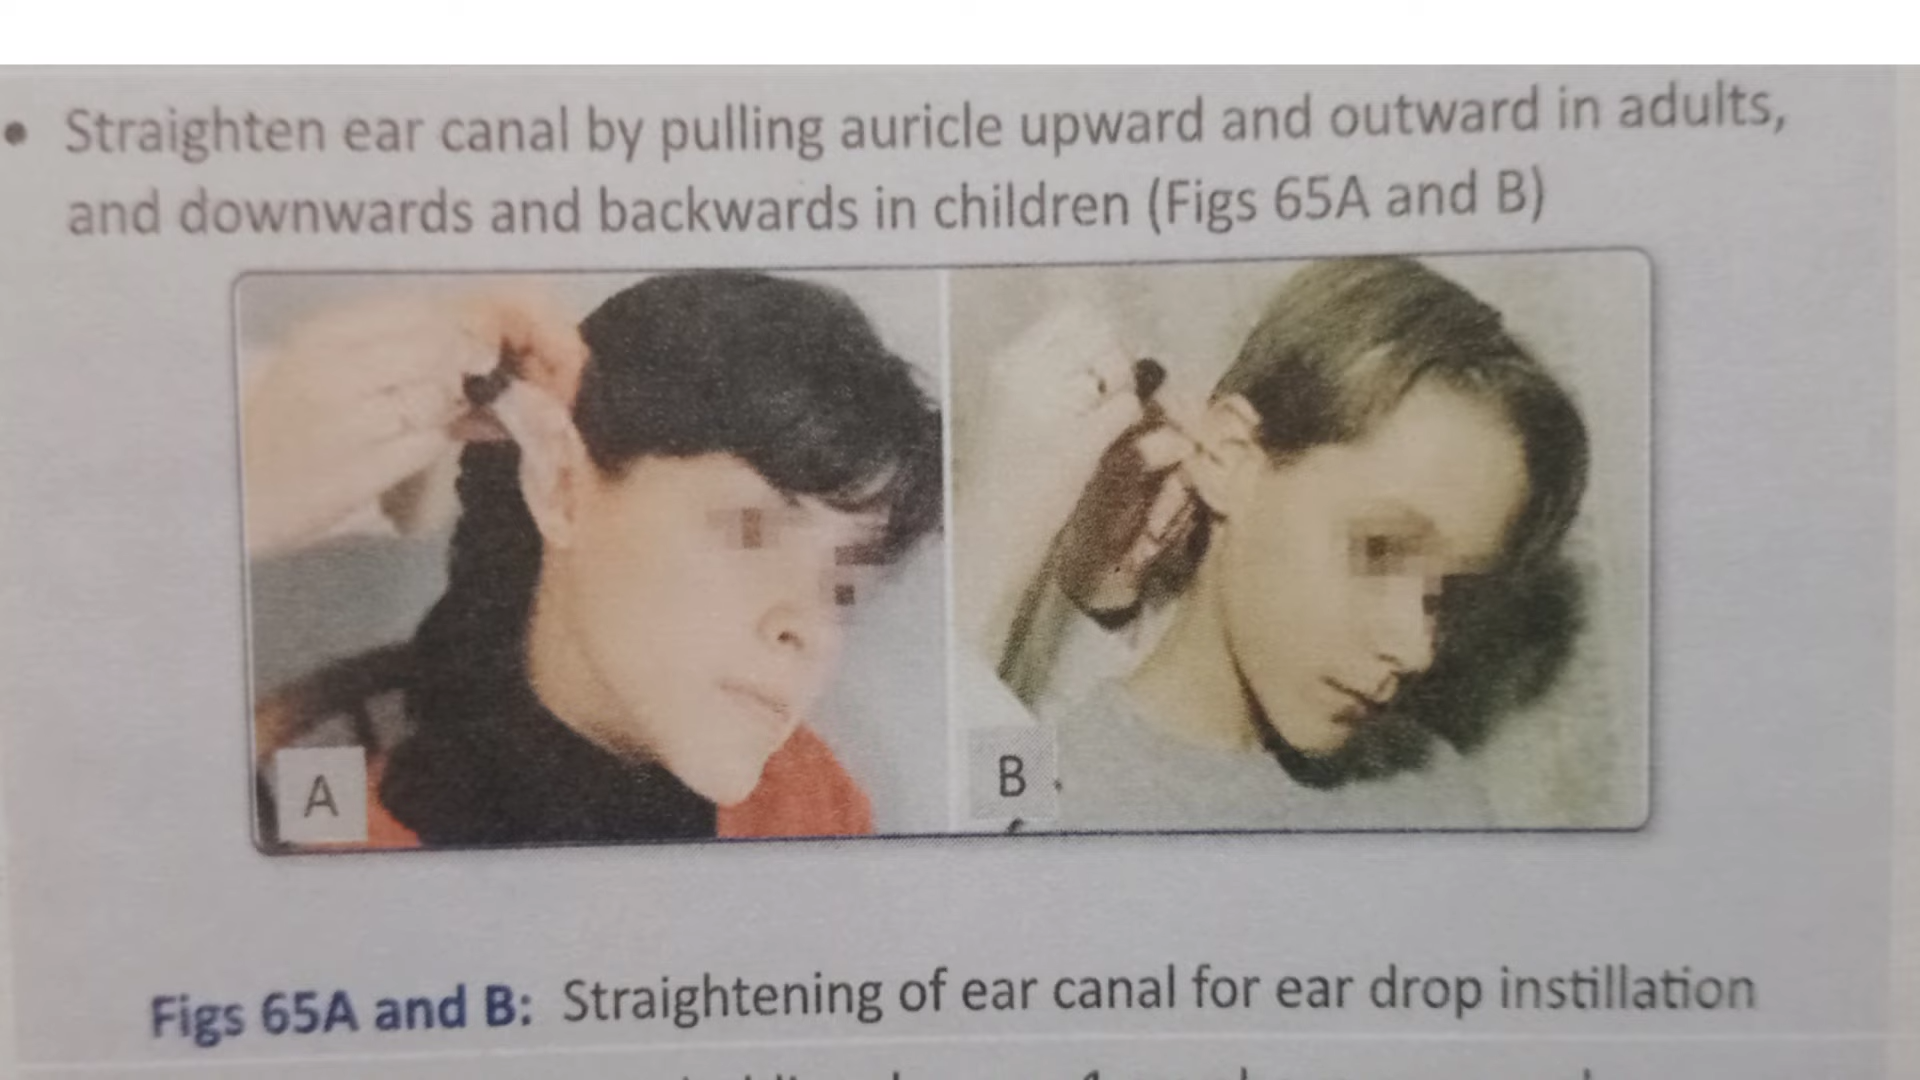 • Straighten ear canal by pulling auricle upward and outward in adults,
and downwards and backwards in children (Figs 65A and B)
A
B
Figs 65A and B: Straightening of ear canal for ear drop instillation